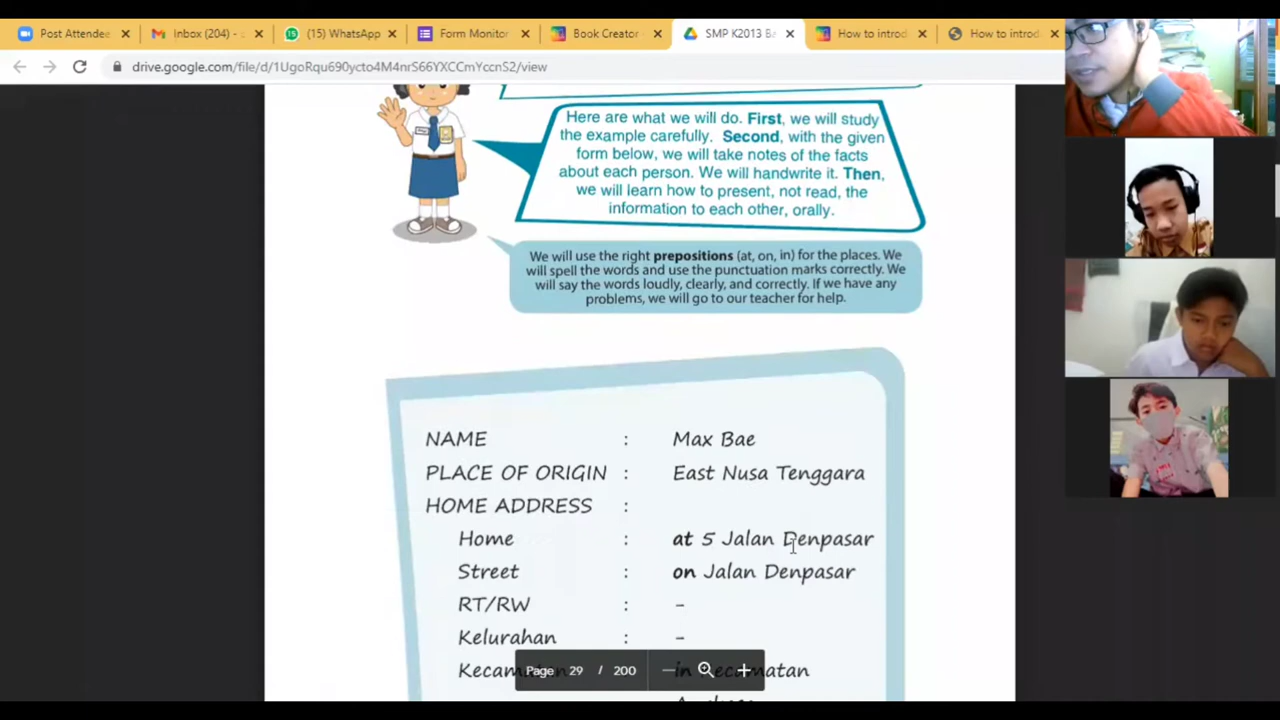 Post Attendee
Inbox (204) -
(15) WhatsApp
Form Monitor
Book Creator
SMP K2013 Ba
How to introd
How to introd
drive.google.com/file/d/1UgoRqu690ycto4M4nrS66YXCCmYccnS2/view
Here are what we will do. First, we will study
the example carefully. Second, with the given
form below, we will take notes of the facts
about each person. We will handwrite it. Then,
we will learn how to present, not read, the
information to each other, orally.
We will use the right prepositions (at, on, in) for the places. We
will spell the words and use the punctuation marks correctly. We
will say the words loudly, clearly, and correctly. If we have any
problems, we will go to our teacher for help.
NAME : Max Bae
PLACE OF ORIGIN : East Nusa Tenggara
HOME ADDRESS :
Home : at 5 Jalan Denpasar
Street : on Jalan Denpasar
RT/RW : -
Kelurahan : -
Kecamatan in Kecamatan
Page 29 / 200